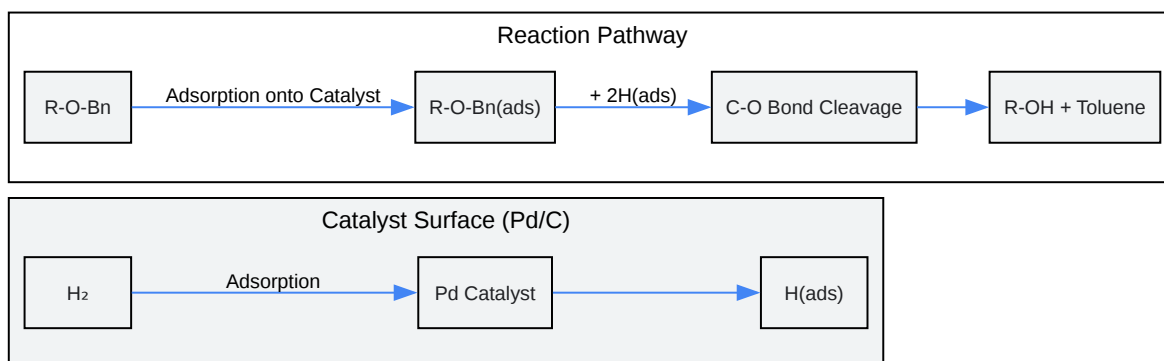 Reaction Pathway
R-O-Bn
Adsorption onto Catalyst
R-O-Bn(ads)
+ 2H(ads)
C-O Bond Cleavage
R-OH + Toluene
Catalyst Surface (Pd/C)
H₂
Adsorption
Pd Catalyst
H(ads)